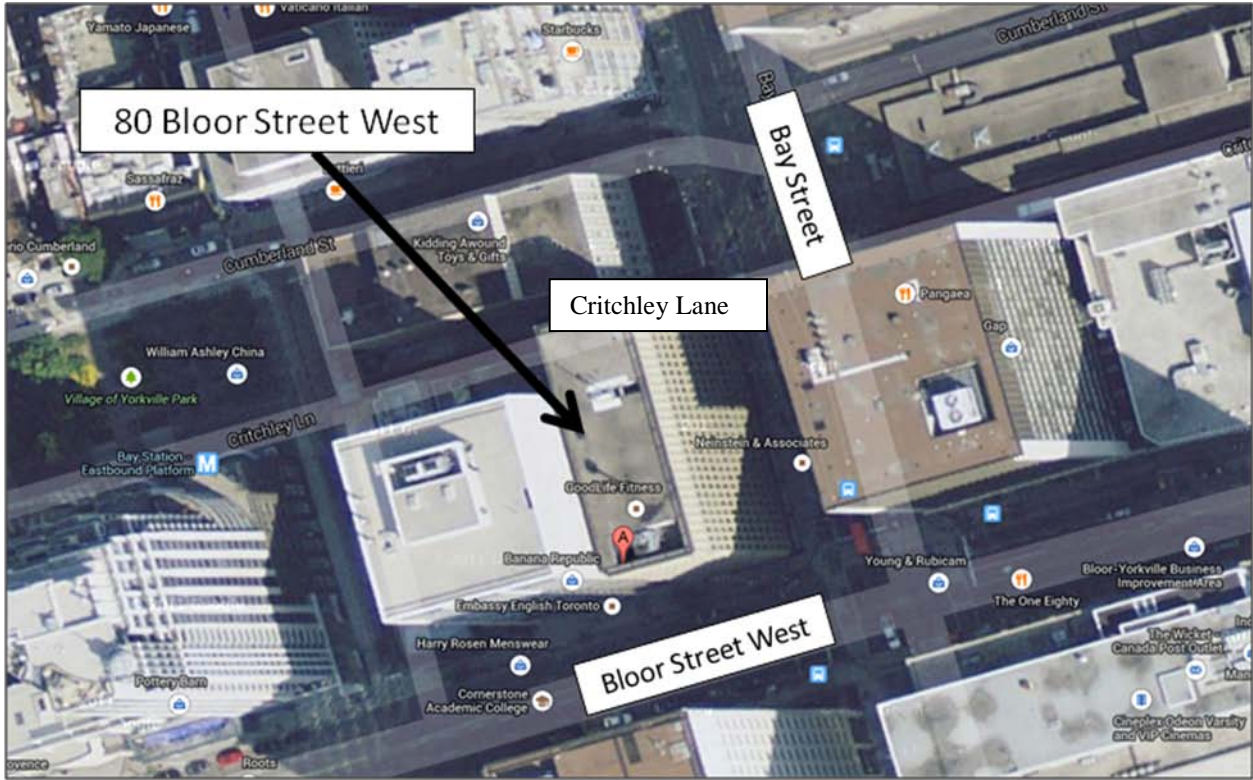 Yamato Japanese
Vaticano Italian
Starbucks
Cumberland St
Bay
80 Bloor Street West
Bay Street
Sassafraz
Cumberland
Kidding Awound
Toys & Gifts
Cumberland St
Critchley Lane
Pangaea
Gap
William Ashley China
Village of Yorkville Park
Critchley Ln
Bay Station
Eastbound Platform
M
Neinstein & Associates
GoodLife Fitness
A
Banana Republic
Embassy English Toronto
Young & Rubicam
The One Eighty
Bloor-Yorkville Business
Improvement Area
Harry Rosen Menswear
Bloor Street West
The Wicket -
Canada Post Outlet
Cornerstone
Academic College
Pottery Barn
Cineplex Odeon Varsity
and VIP Cinemas
Roots